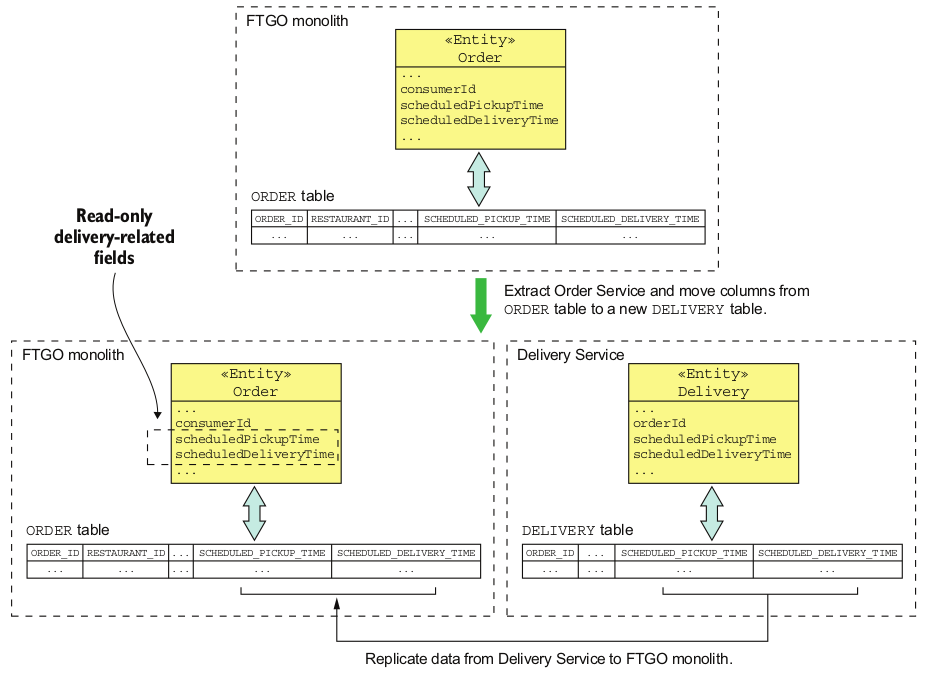 FTGO monolith
«Entity»
Order
...
consumerId
scheduledPickupTime
scheduledDeliveryTime
...
ORDER table
ORDER_ID RESTAURANT_ID ... SCHEDULED_PICKUP_TIME SCHEDULED_DELIVERY_TIME
... ... ... ... ...
Read-only
delivery-related
fields
Extract Order Service and move columns from
ORDER table to a new DELIVERY table.
FTGO monolith
«Entity»
Order
...
consumerId
scheduledPickupTime
scheduledDeliveryTime
...
ORDER table
ORDER_ID RESTAURANT_ID ... SCHEDULED_PICKUP_TIME SCHEDULED_DELIVERY_TIME
... ... ... ... ...
Delivery Service
«Entity»
Delivery
...
orderId
scheduledPickupTime
scheduledDeliveryTime
...
DELIVERY table
ORDER_ID ... SCHEDULED_PICKUP_TIME SCHEDULED_DELIVERY_TIME
... ... ... ...
Replicate data from Delivery Service to FTGO monolith.